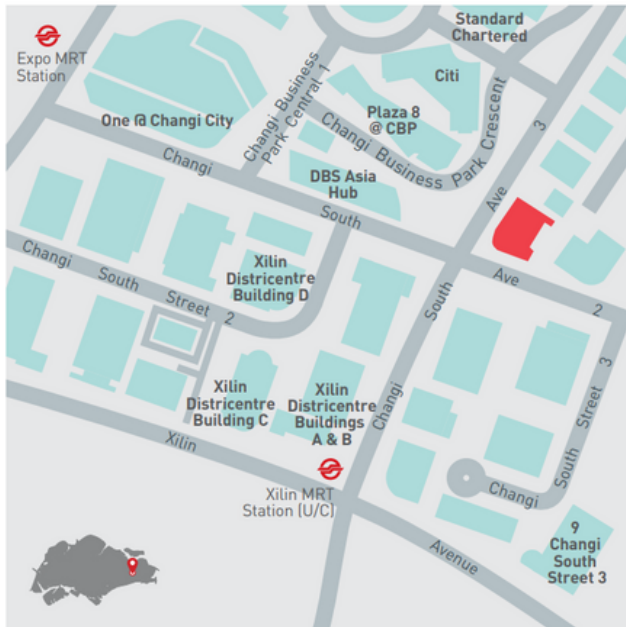 Standard
Chartered
Expo MRT
Station
Citi
One @ Changi City
Changi Business
Park Central 1
Plaza 8
@ CBP
Changi Business Park Crescent
DBS Asia
Hub
Changi South Ave 2
Changi South Ave 3
Xilin
Districentre
Building D
Changi South Street 2
Xilin
Districentre
Building C
Xilin
Districentre
Buildings
A & B
Changi South Street 3
Xilin Avenue
Xilin MRT
Station (U/C)
9
Changi
South
Street 3